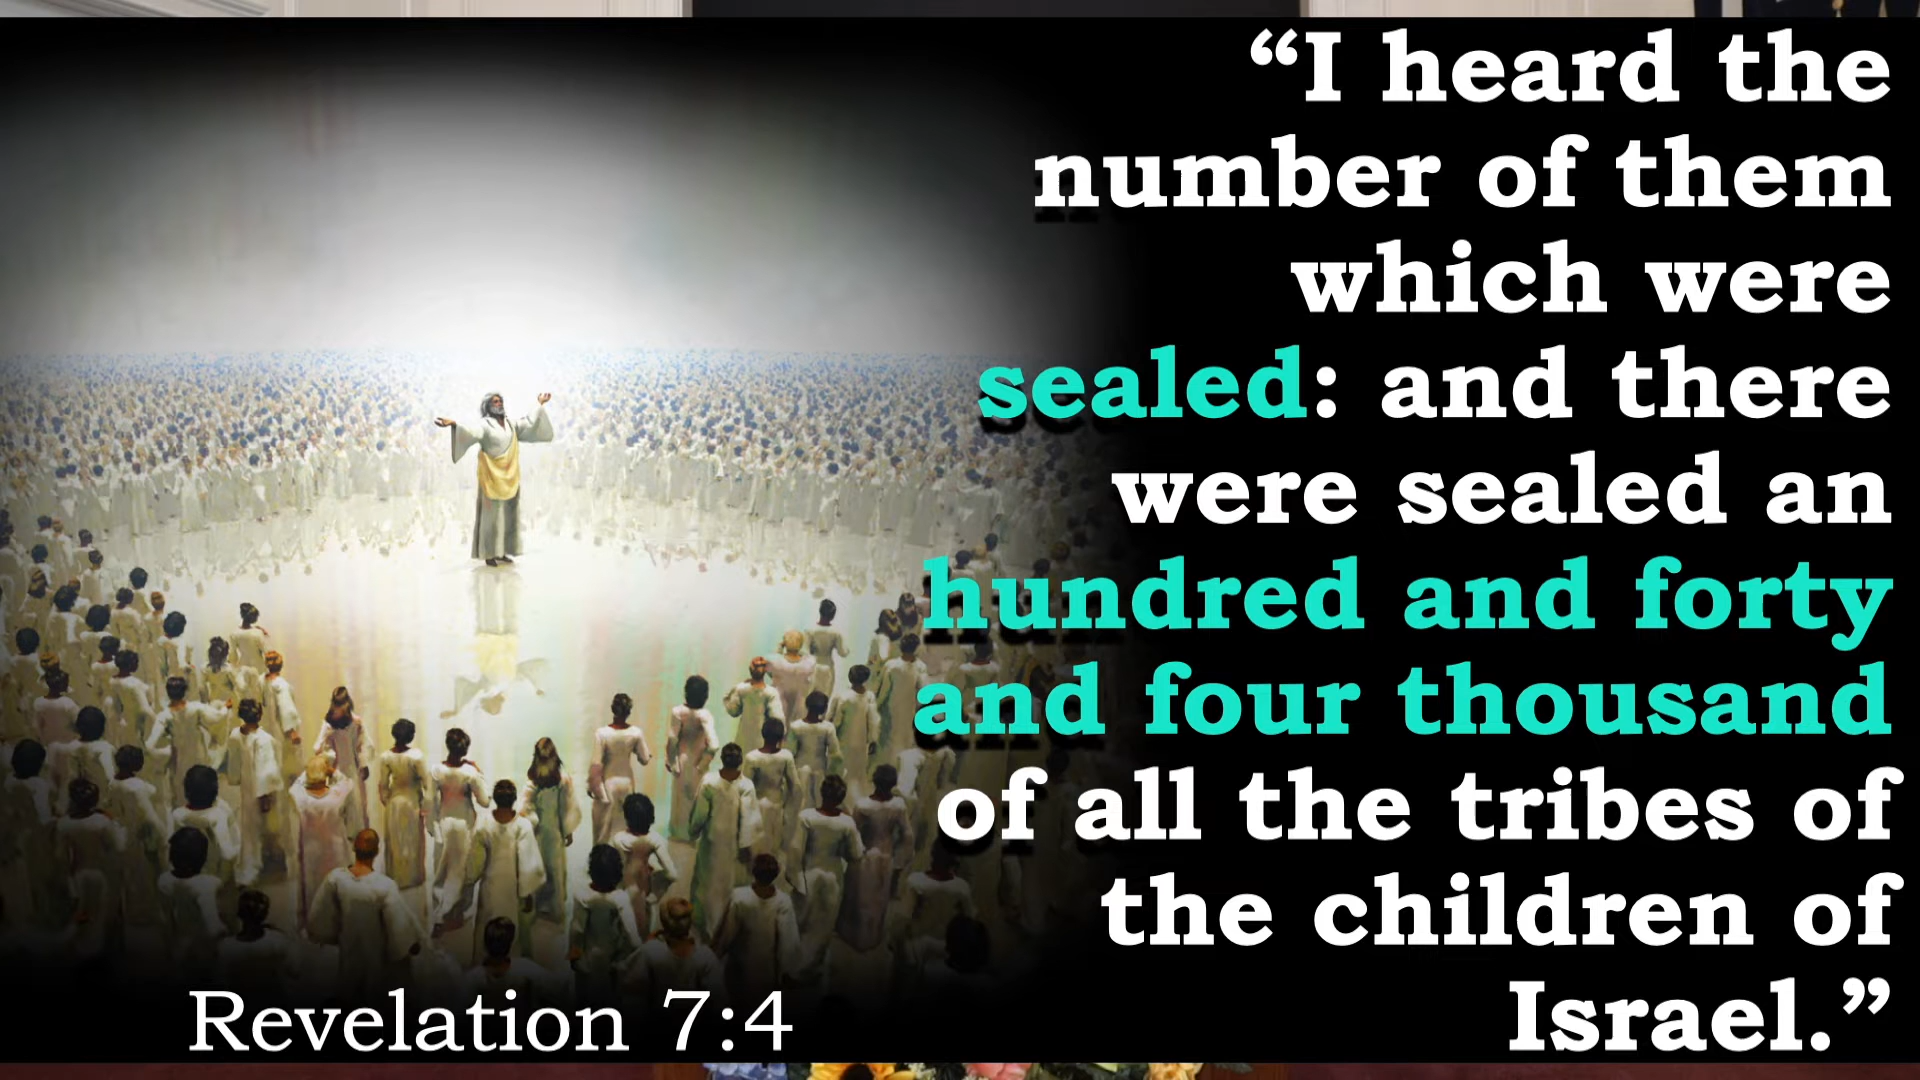 “I heard the
number of them
which were
sealed: and there
were sealed an
hundred and forty
and four thousand
of all the tribes of
the children of
Israel.”
Revelation 7:4